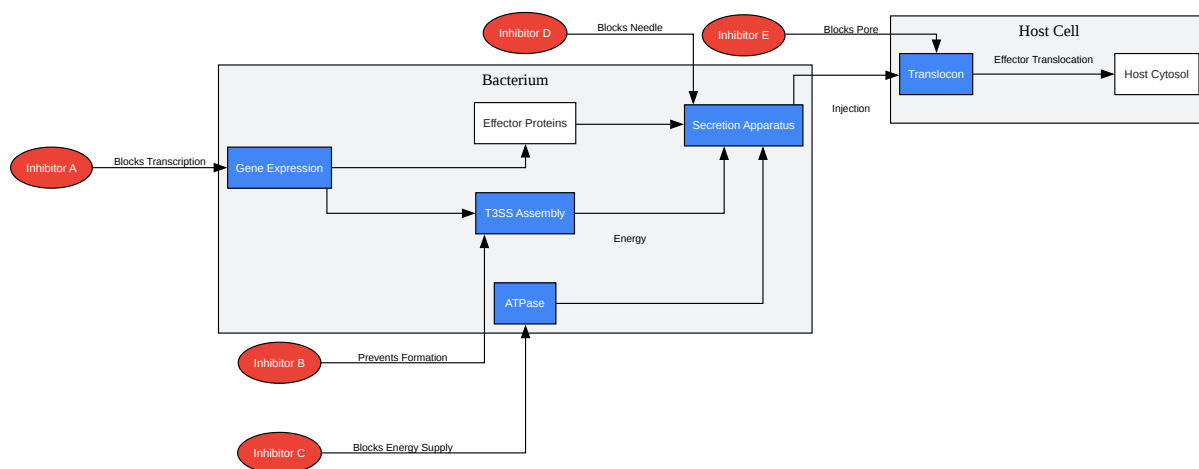 Inhibitor D
Blocks Needle
Inhibitor E
Blocks Pore
Host Cell
Effector Translocation
Translocon
Host Cytosol
Injection
Bacterium
Effector Proteins
Secretion Apparatus
Inhibitor A
Blocks Transcription
Gene Expression
T3SS Assembly
Energy
ATPase
Inhibitor B
Prevents Formation
Inhibitor C
Blocks Energy Supply